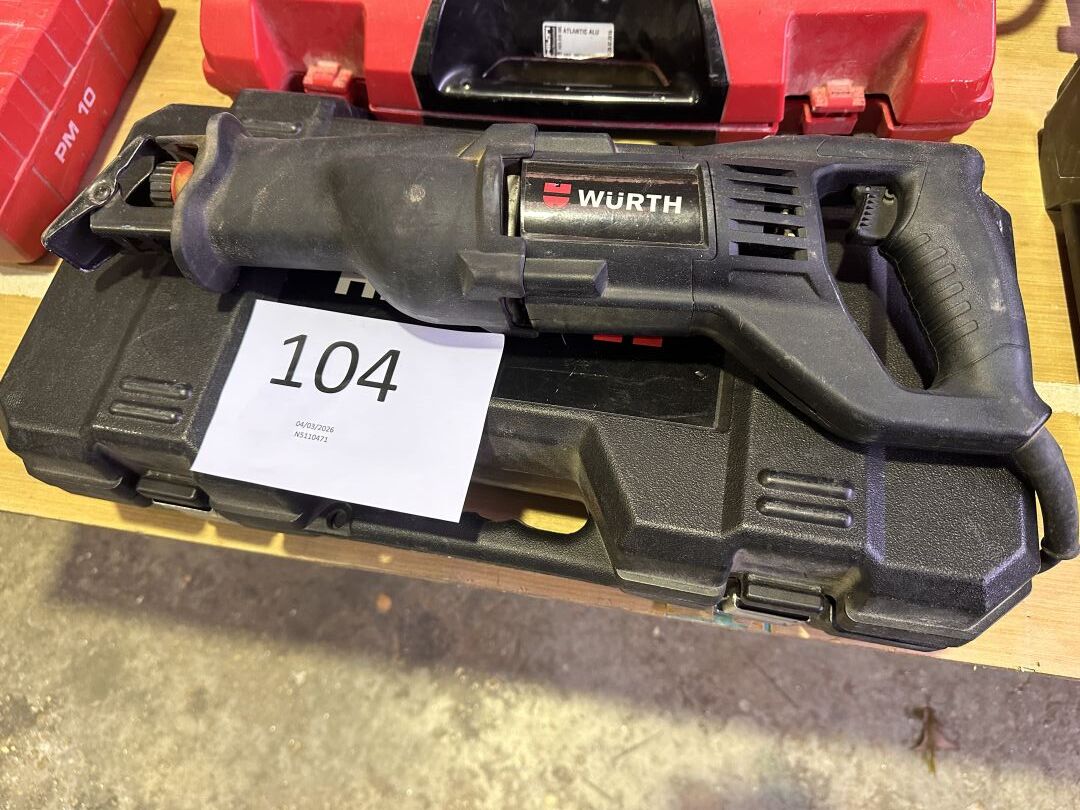 ATLANTIC ALU
PM 10
WÜRTH
H
104
04/03/2026
N5110471